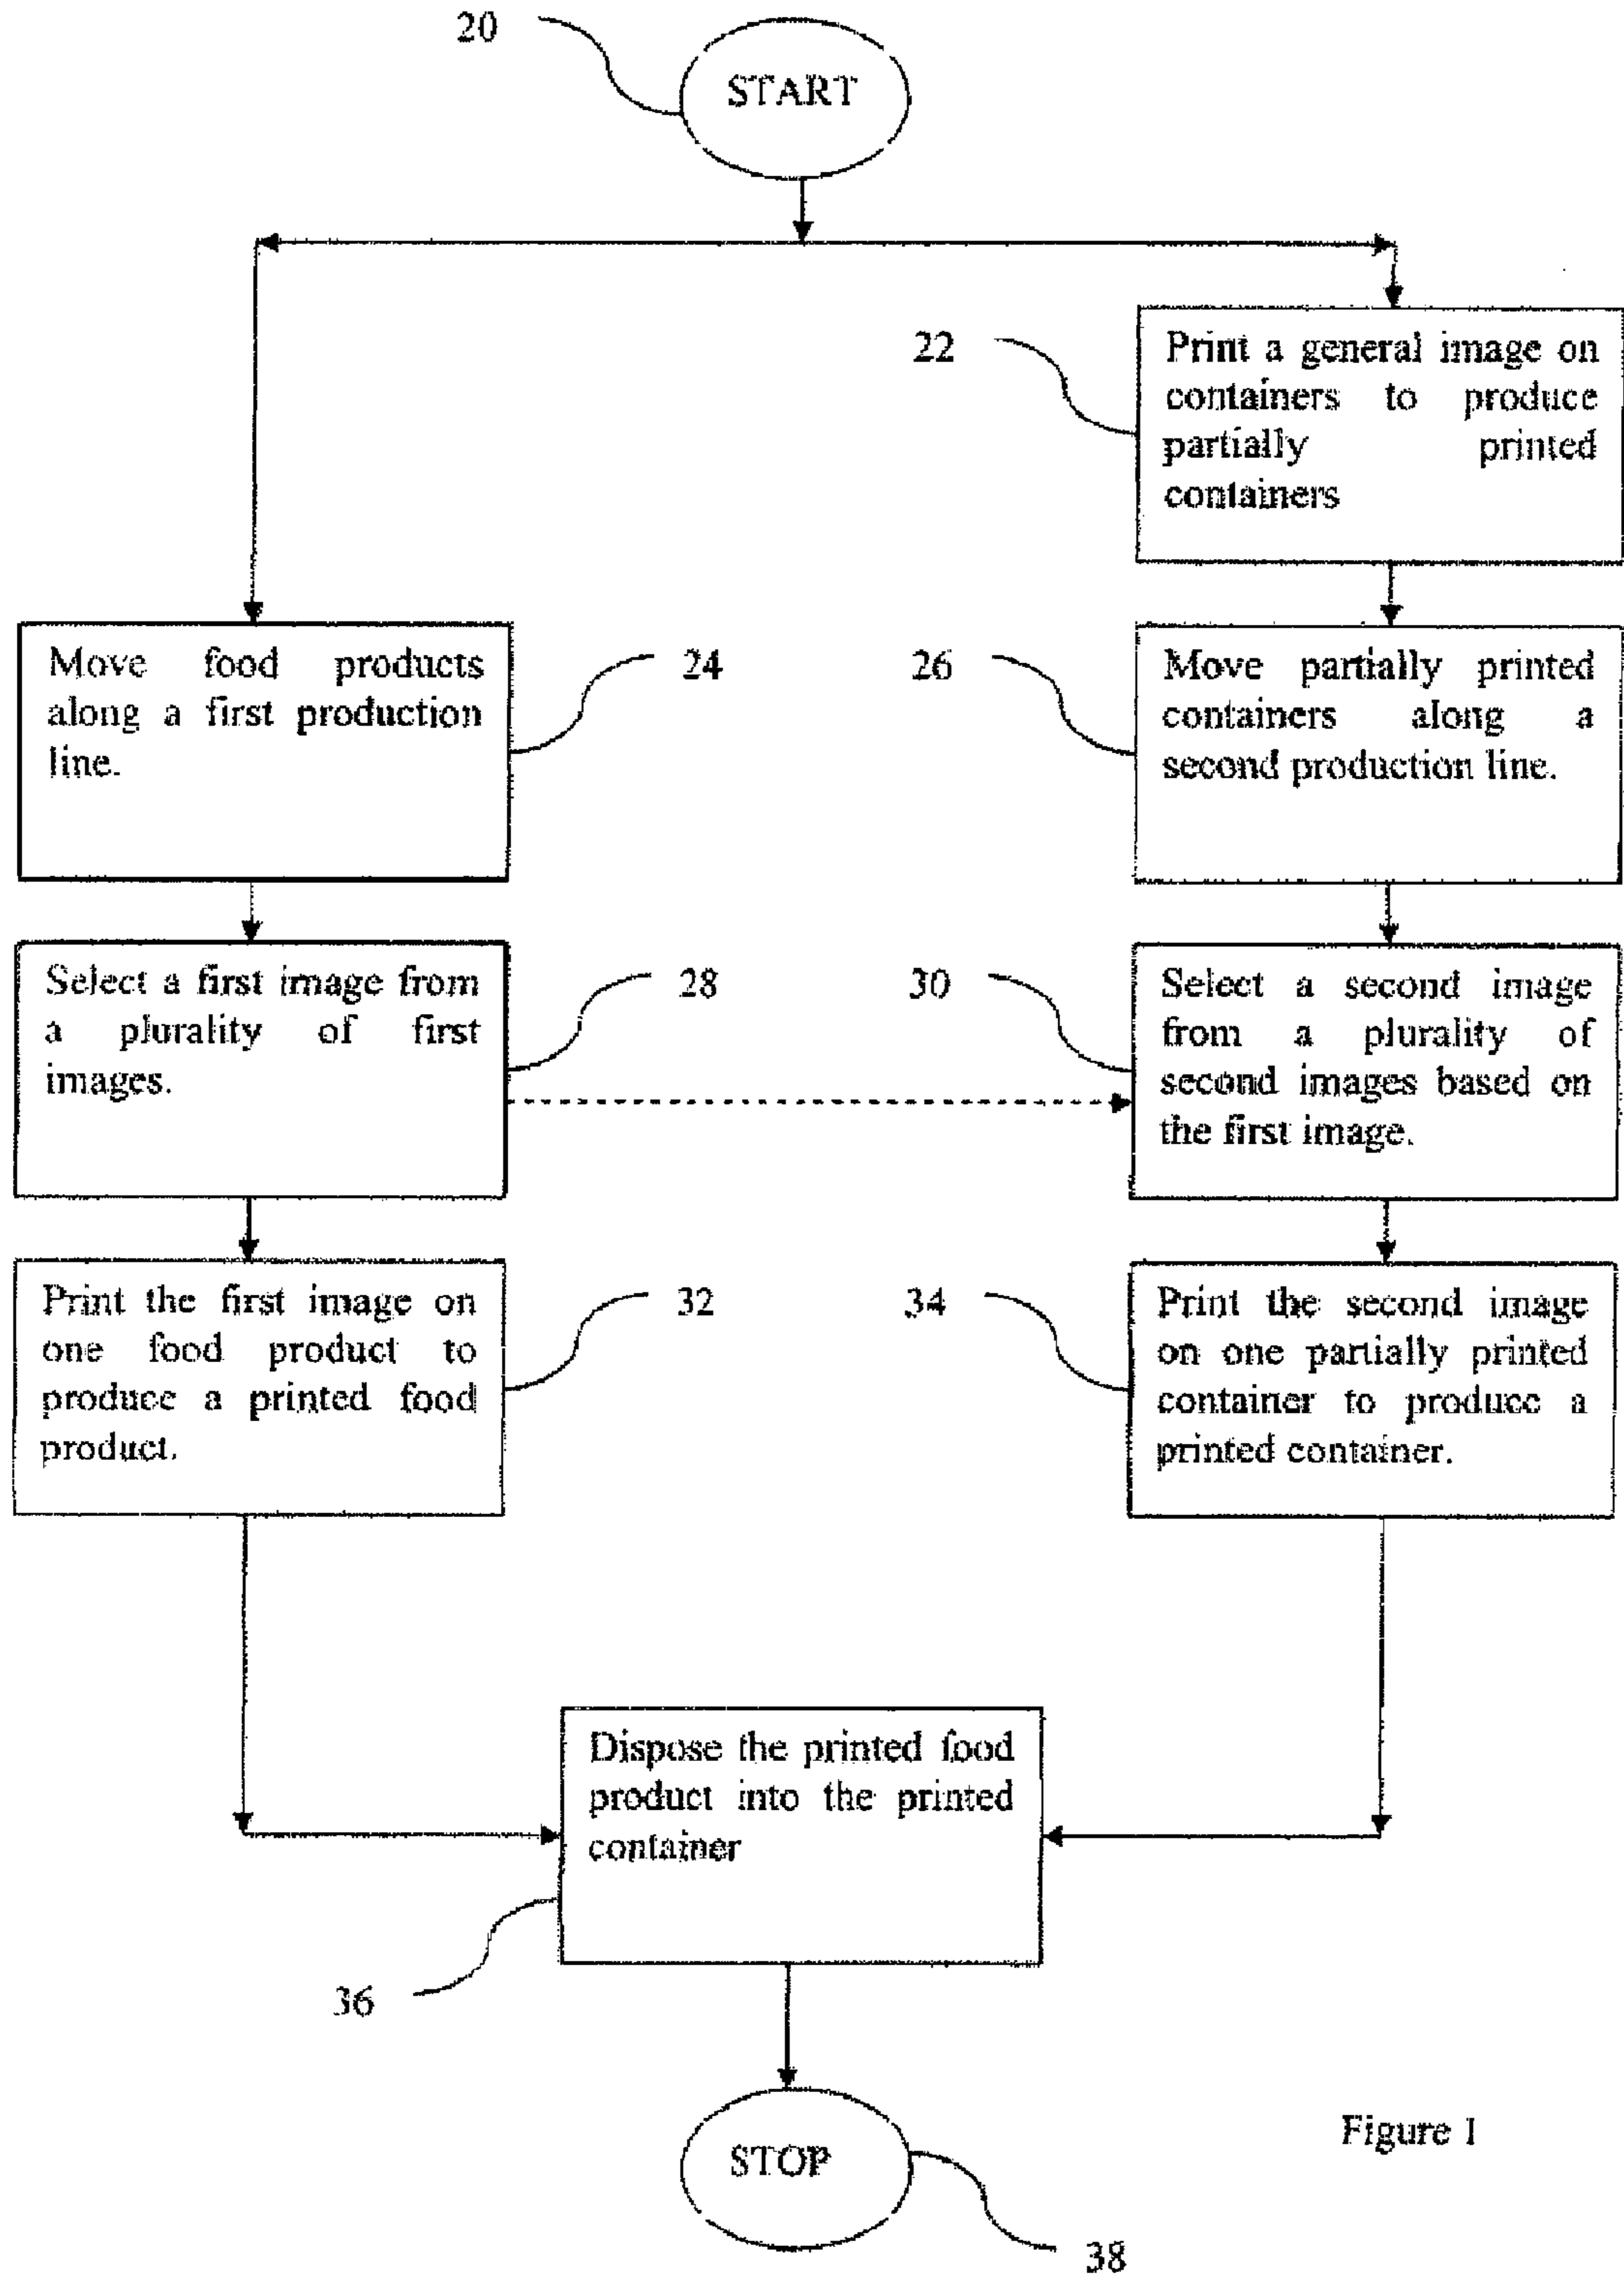 20
START
22
Print a general image on
containers to produce
partially printed
containers
Move food products
along a first production
line.
24
26
Move partially printed
containers along a
second production line.
Select a first image from
a plurality of first
images.
28
30
Select a second image
from a plurality of
second images based on
the first image.
Print the first image on
one food product to
produce a printed food
product.
32
34
Print the second image
on one partially printed
container to produce a
printed container.
Dispose the printed food
product into the printed
container
36
STOP
Figure 1
38